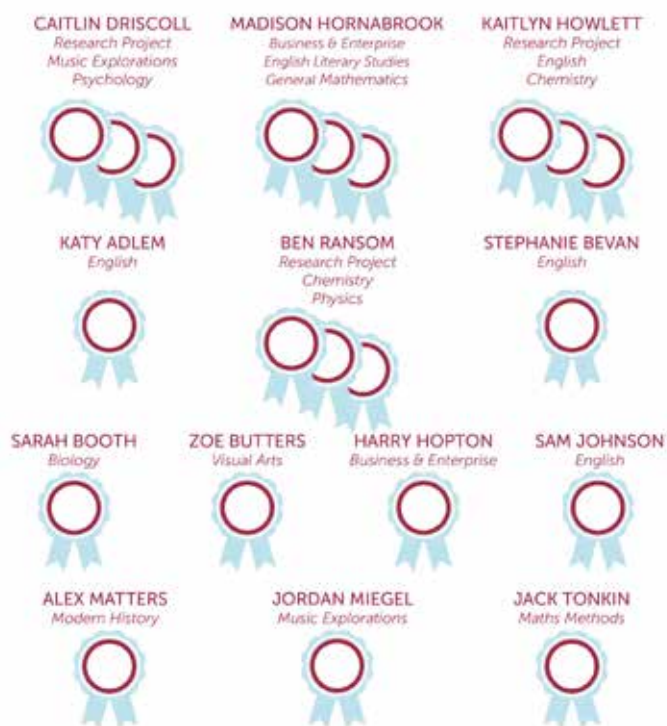 CAITLIN DRISCOLL
Research Project
Music Explorations
Psychology
MADISON HORNABROOK
Business & Enterprise
English Literary Studies
General Mathematics
KAITLYN HOWLETT
Research Project
English
Chemistry
KATY ADLEM
English
BEN RANSOM
Research Project
Chemistry
Physics
STEPHANIE BEVAN
English
SARAH BOOTH
Biology
ZOE BUTTERS
Visual Arts
HARRY HOPTON
Business & Enterprise
SAM JOHNSON
English
ALEX MATTERS
Modern History
JORDAN MIEGEL
Music Explorations
JACK TONKIN
Maths Methods